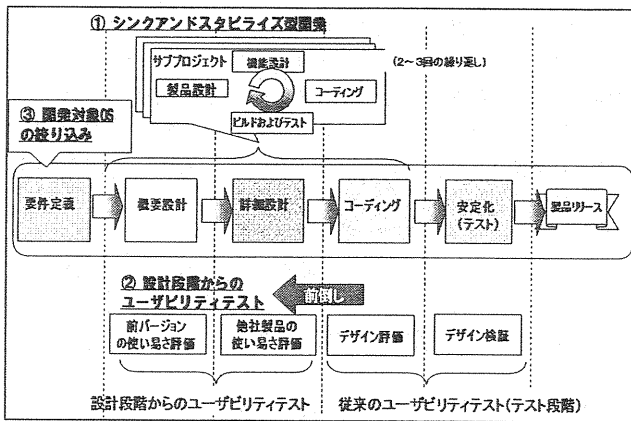 ① シンクアンドスタビライズ型開発
サブプロジェクト
機能設計
(2～3回の繰り返し)
製品設計
コーディング
ビルドおよびテスト
③ 開発対象OS
の絞り込み
要件定義
概要設計
詳細設計
コーディング
安定化
(テスト)
製品リリース
② 設計段階からの
ユーザビリティテスト
前倒し
前バージョン
の使い易さ評価
他社製品の
使い易さ評価
デザイン評価
デザイン検証
設計段階からのユーザビリティテスト
従来のユーザビリティテスト(テスト段階)